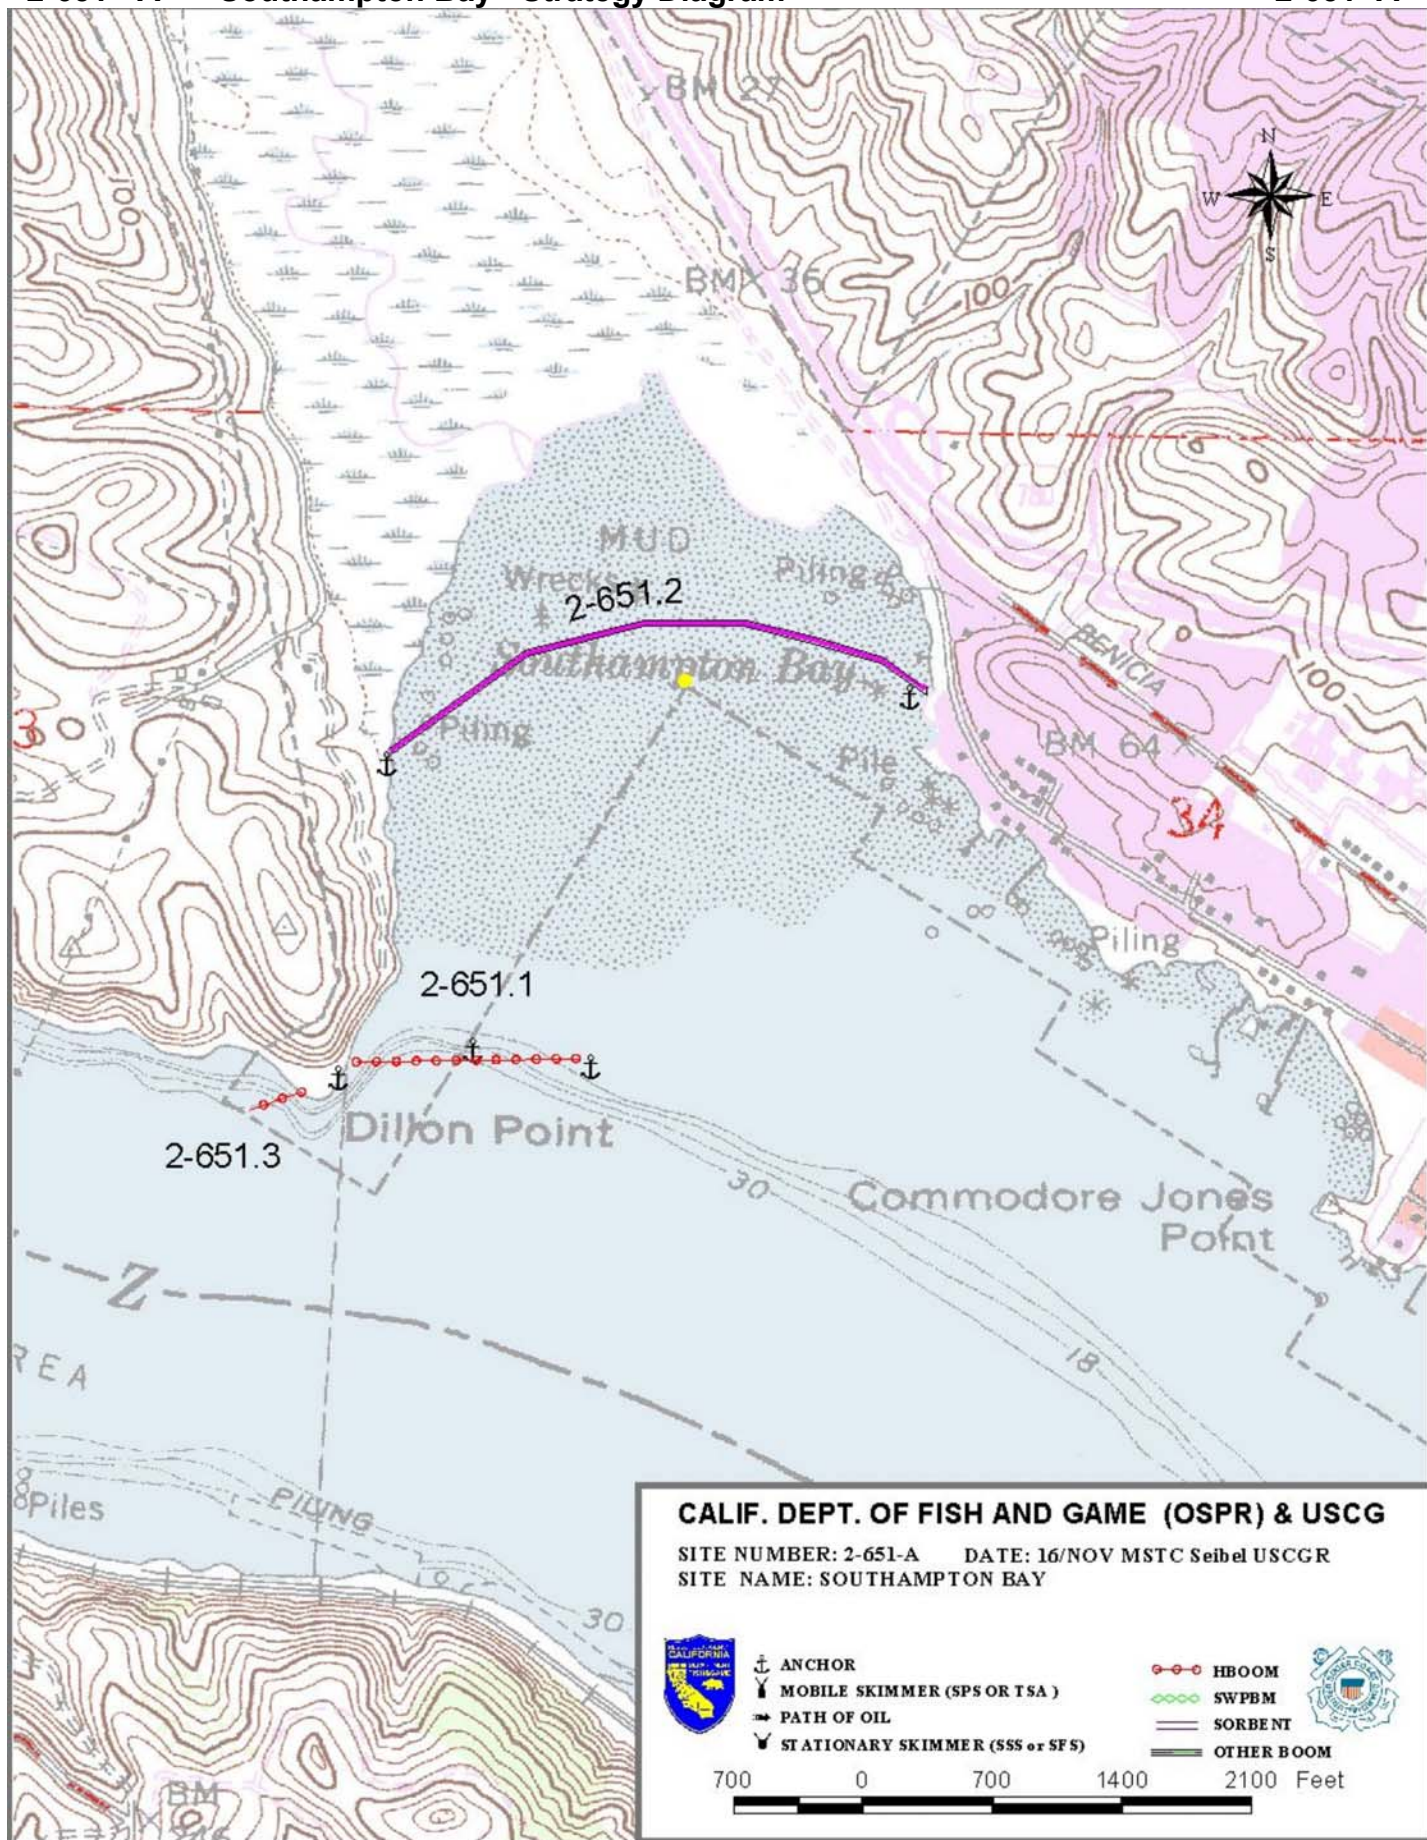 Southampton Bay - Strategy Diagram
BM 27
N
W
E
S
100
BM X 36
100
780
MUD
Wreck
Piling
2-651.2
Southampton Bay
BENICIA
100
3
Piling
BM 64 X
Pile
34
Piling
2-651.1
Dillon Point
2-651.3
30
Commodore Jones
Point
Z
REA
18
Piles
PILING
30
BM
CALIF. DEPT. OF FISH AND GAME (OSPR) & USCG
SITE NUMBER: 2-651-A DATE: 16/NOV MSTC Seibel USCGR
SITE NAME: SOUTHAMPTON BAY
CALIFORNIA
ANCHOR
MOBILE SKIMMER (SPS OR TSA )
PATH OF OIL
STATIONARY SKIMMER (SSS or SFS)
HBOOM
SWPBM
SORBENT
OTHER BOOM
700 0 700 1400 2100 Feet